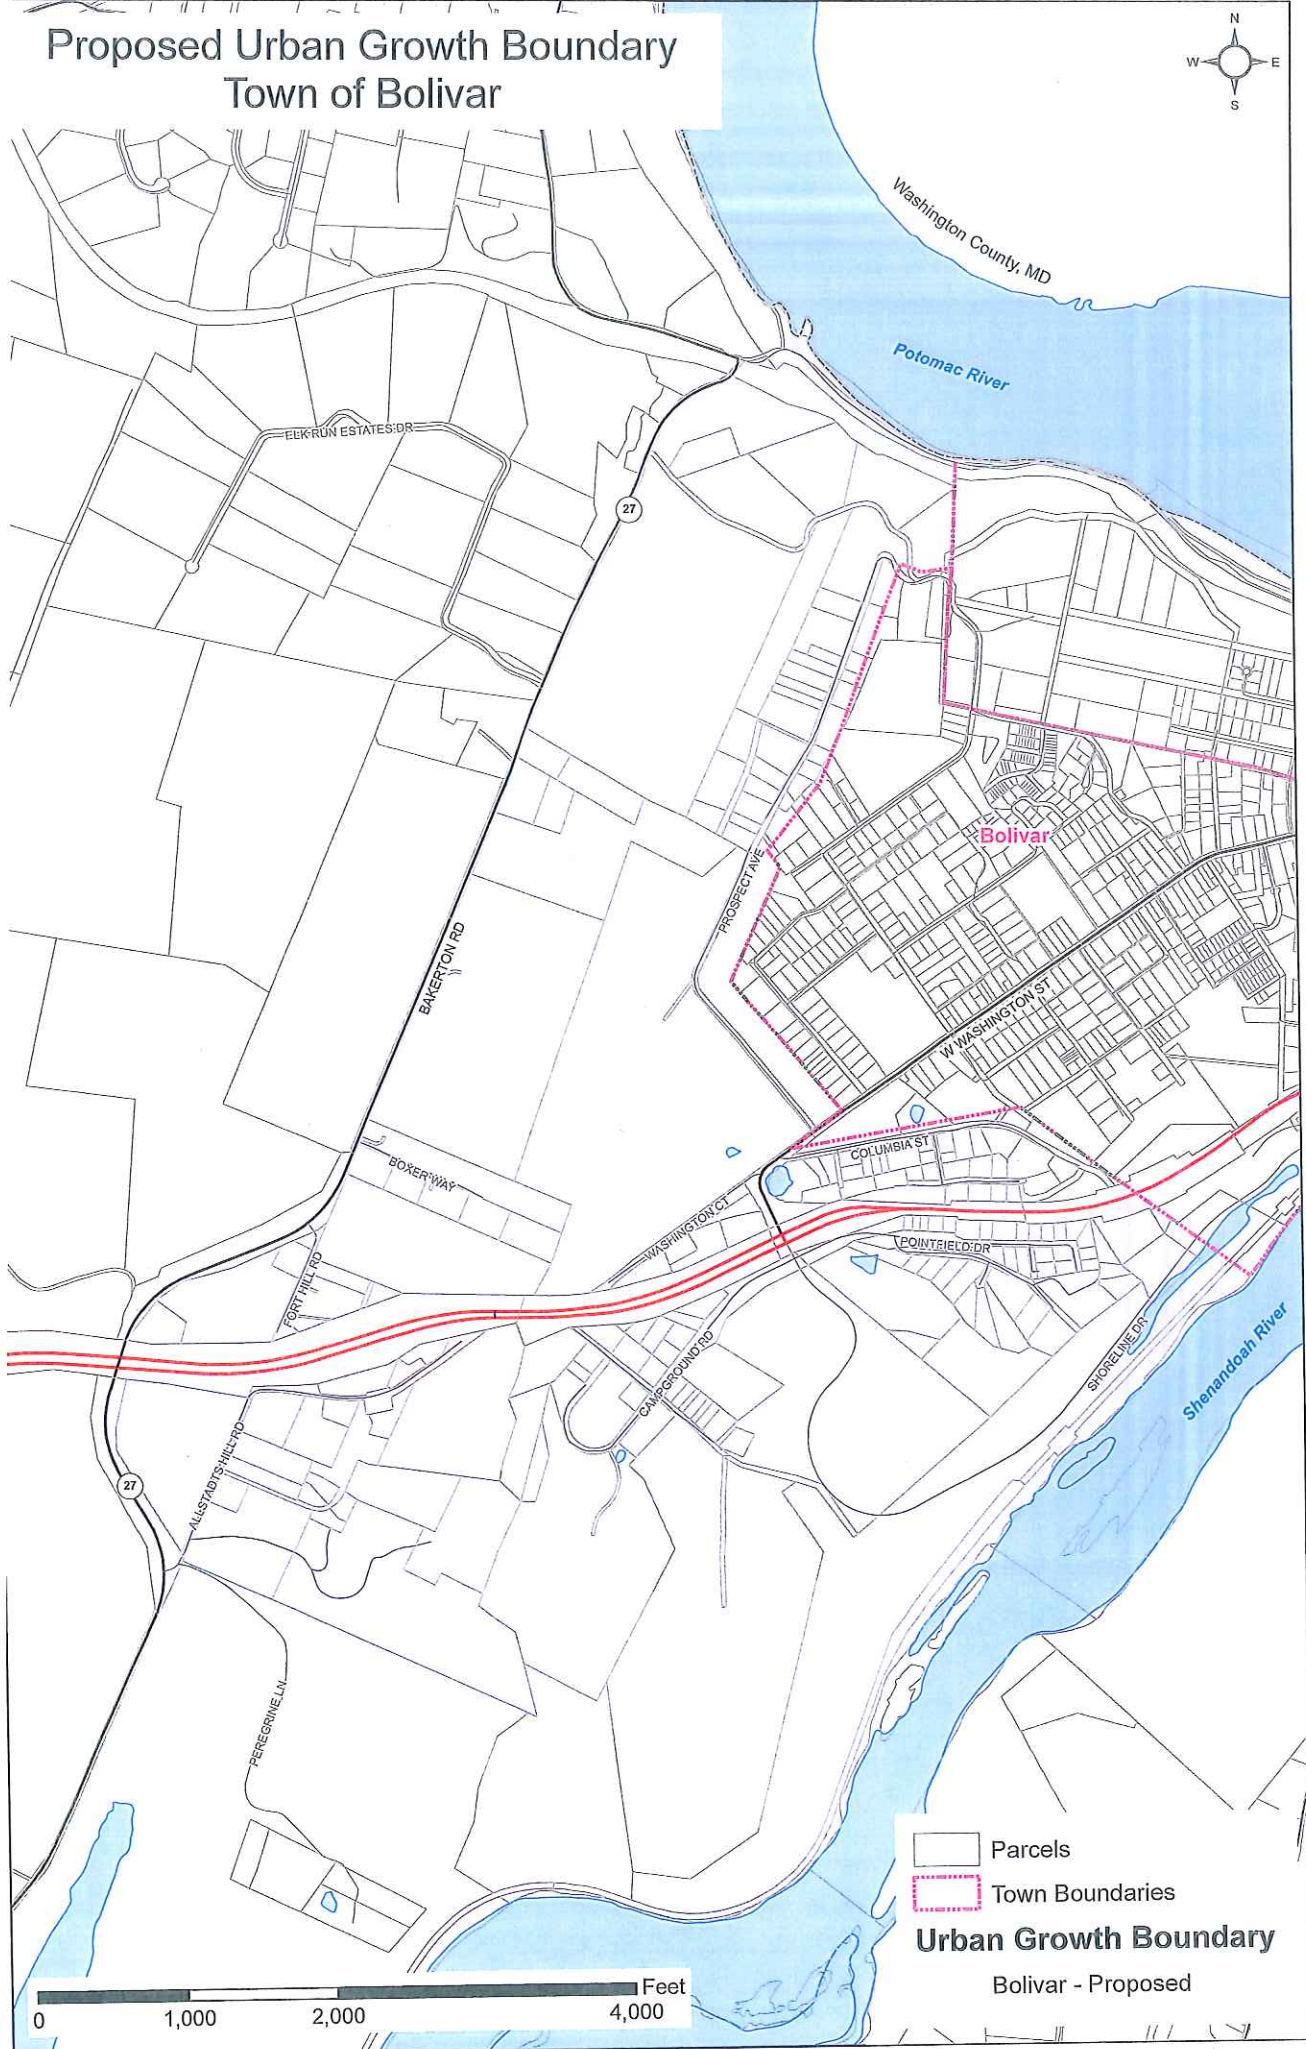 Proposed Urban Growth Boundary
Town of Bolivar
N
W
E
S
Washington County, MD
Potomac River
ELK RUN ESTATES DR
27
Bolivar
PROSPECT AVE
BAKERTON RD
W WASHINGTON ST
COLUMBIA ST
BOXER WAY
WASHINGTON CT
POINTFIELD DR
FORT HILL RD
SHORELINE DR
CAMPGROUND RD
Shenandoah River
ALLSTADTS HILL RD
27
PEREGRINE LN
Parcels
Town Boundaries
Urban Growth Boundary
Bolivar - Proposed
Feet
0
1,000
2,000
4,000